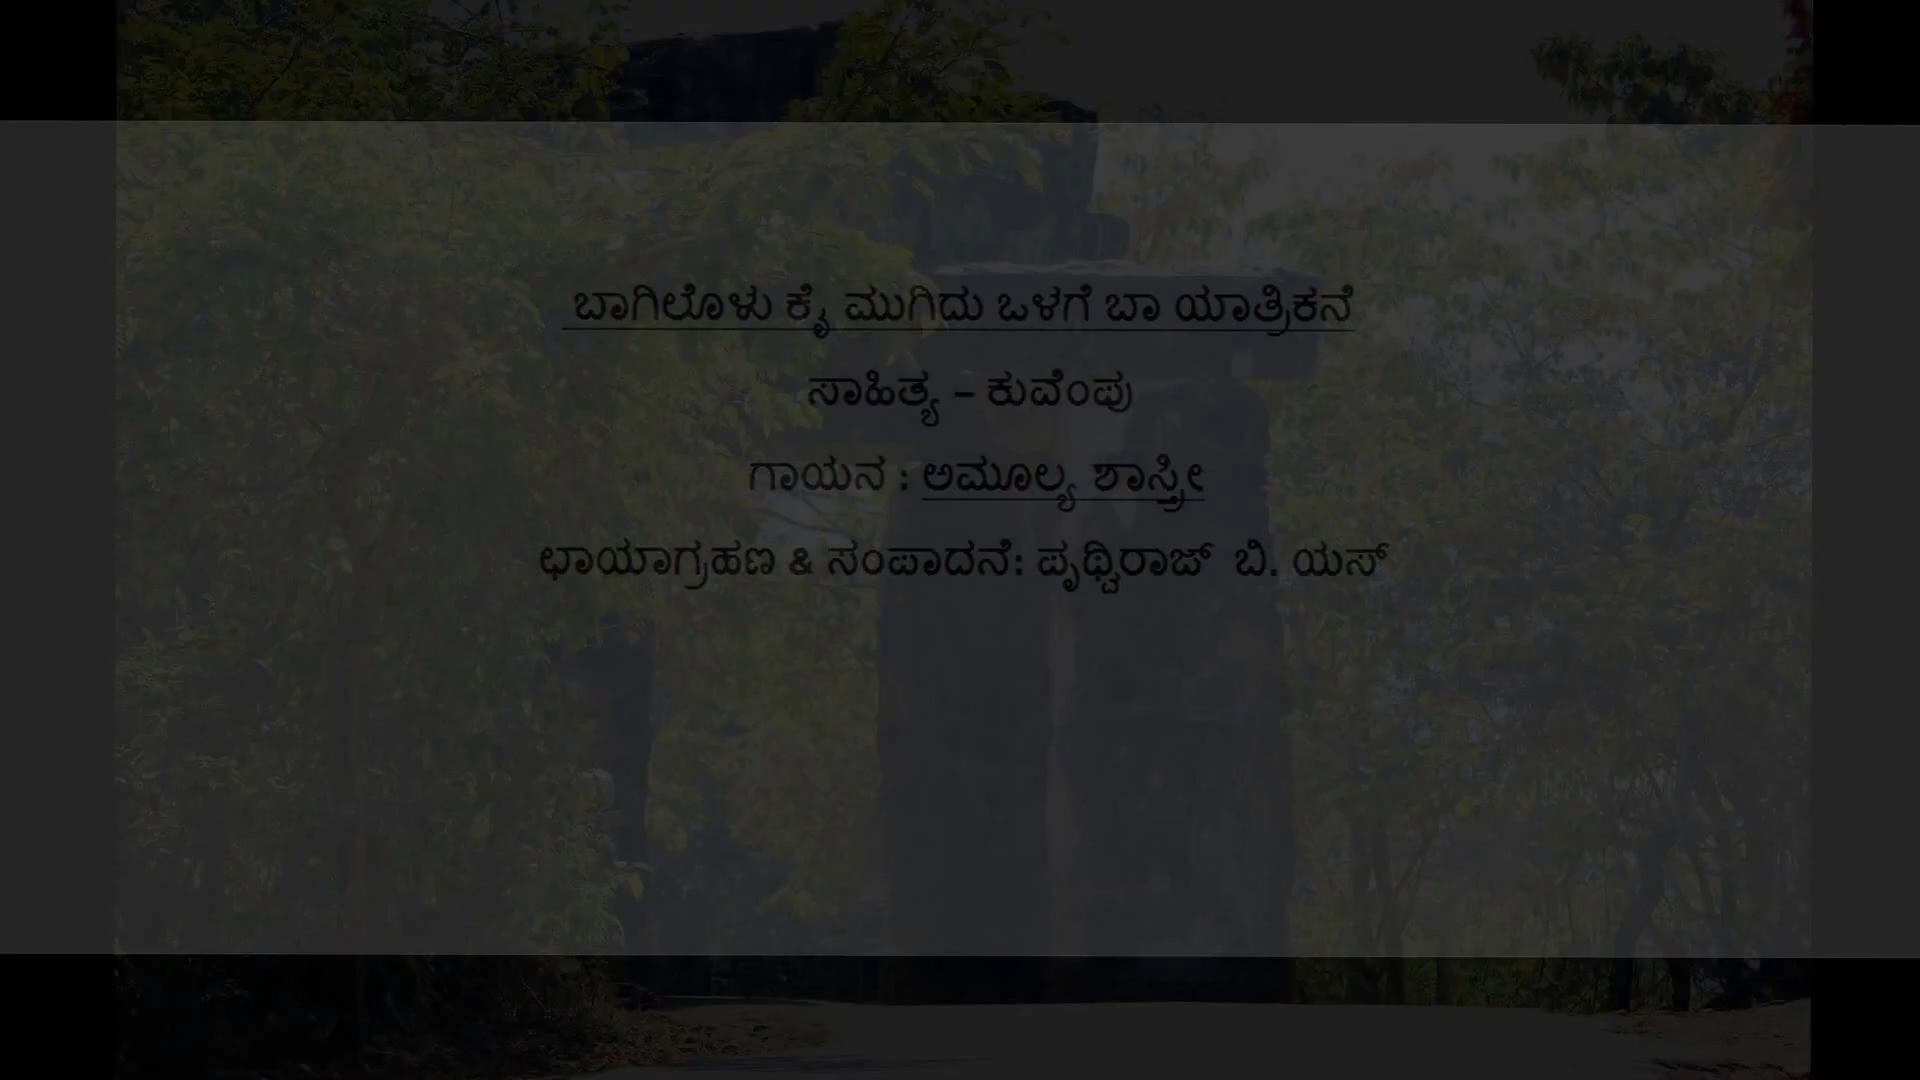 ಬಾಗಿಲೊಳು ಕೈ ಮುಗಿದು ಒಳಗೆ ಬಾ ಯಾತ್ರಿಕನೆ
ಸಾಹಿತ್ಯ – ಕುವೆಂಪು
ಗಾಯನ : ಅಮೂಲ್ಯ ಶಾಸ್ತ್ರೀ
ಛಾಯಾಗ್ರಹಣ & ಸಂಪಾದನೆ: ಪೃಥ್ವಿರಾಜ್ ಬಿ. ಯಸ್